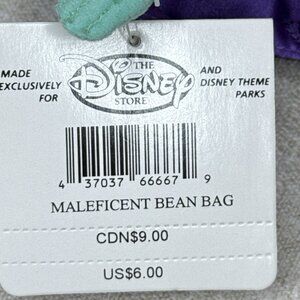 MADE EXCLUSIVELY FOR
THE
DISNEY
STORE
AND DISNEY THEME PARKS
4 37037 66667 9
MALEFICENT BEAN BAG
CDN$9.00
US$6.00